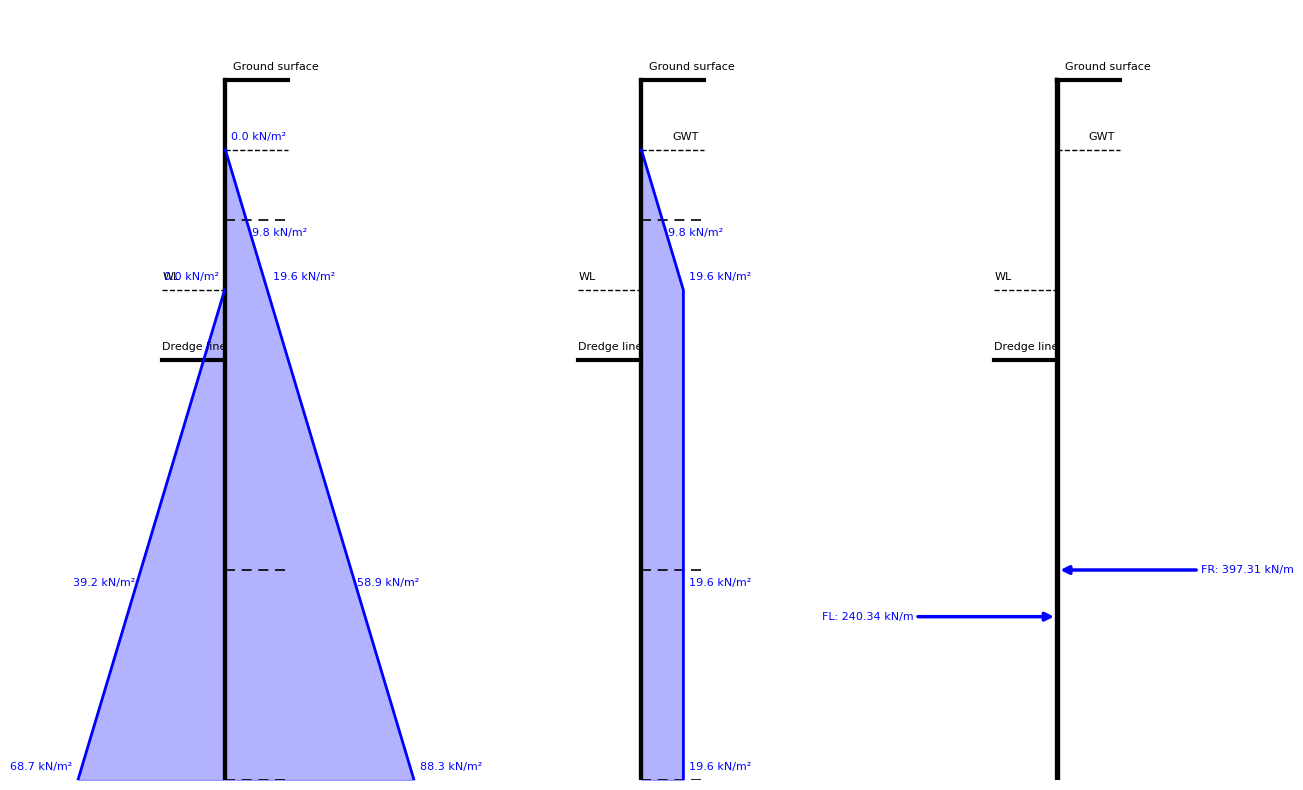 Ground surface
0.0 kN/m²
9.8 kN/m²
WL
0.0 kN/m²
19.6 kN/m²
Dredge line
39.2 kN/m²
58.9 kN/m²
68.7 kN/m²
88.3 kN/m²
Ground surface
GWT
9.8 kN/m²
WL
19.6 kN/m²
Dredge line
19.6 kN/m²
19.6 kN/m²
Ground surface
GWT
WL
Dredge line
FR: 397.31 kN/m
FL: 240.34 kN/m